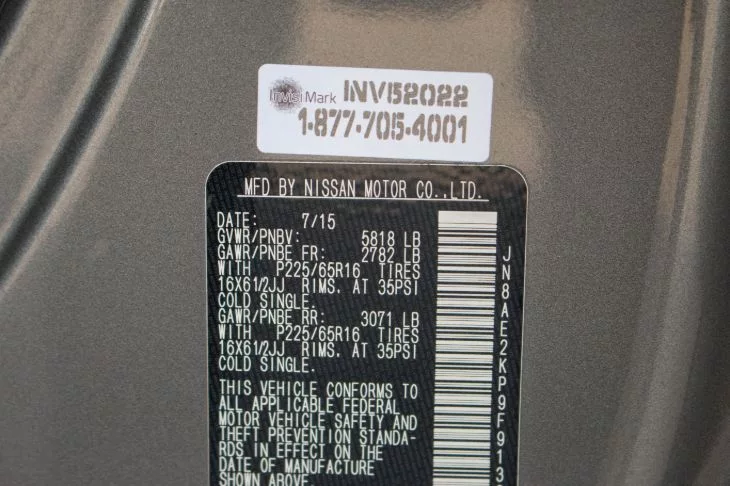 InvisiMark INV52022
1-877-705-4001
MFD BY NISSAN MOTOR CO.,LTD.
DATE: 7/15
GVWR/PNBV: 5818 LB
GAWR/PNBE FR: 2782 LB
WITH P225/65R16 TIRES
16X61/2JJ RIMS. AT 35PSI
COLD SINGLE.
GAWR/PNBE RR: 3071 LB
WITH P225/65R16 TIRES
16X61/2JJ RIMS. AT 35PSI
COLD SINGLE.
THIS VEHICLE CONFORMS TO
ALL APPLICABLE FEDERAL
MOTOR VEHICLE SAFETY AND
THEFT PREVENTION STANDA-
RDS IN EFFECT ON THE
DATE OF MANUFACTURE
SHOWN ABOVE
JN8AE2KP9F913